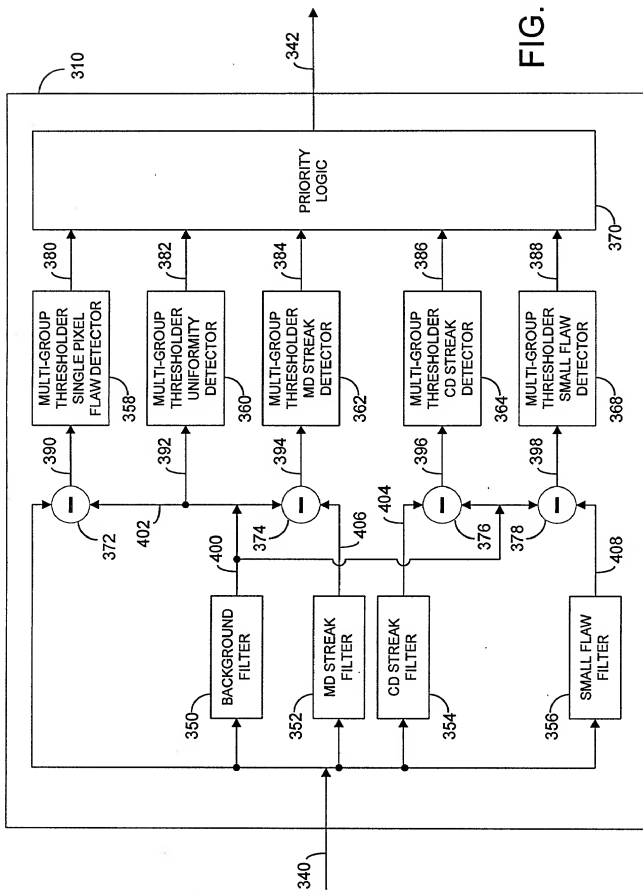 310
342
FIG.
340
350
BACKGROUND
FILTER
352
MD STREAK
FILTER
354
CD STREAK
FILTER
356
SMALL FLAW
FILTER
400
402
406
404
408
372
374
376
378
390
392
394
396
398
MULTI-GROUP
THRESHOLDER
SINGLE PIXEL
FLAW DETECTOR
358
MULTI-GROUP
THRESHOLDER
UNIFORMITY
DETECTOR
360
MULTI-GROUP
THRESHOLDER
MD STREAK
DETECTOR
362
MULTI-GROUP
THRESHOLDER
CD STREAK
DETECTOR
364
MULTI-GROUP
THRESHOLDER
SMALL FLAW
DETECTOR
368
380
382
384
386
388
PRIORITY
LOGIC
370